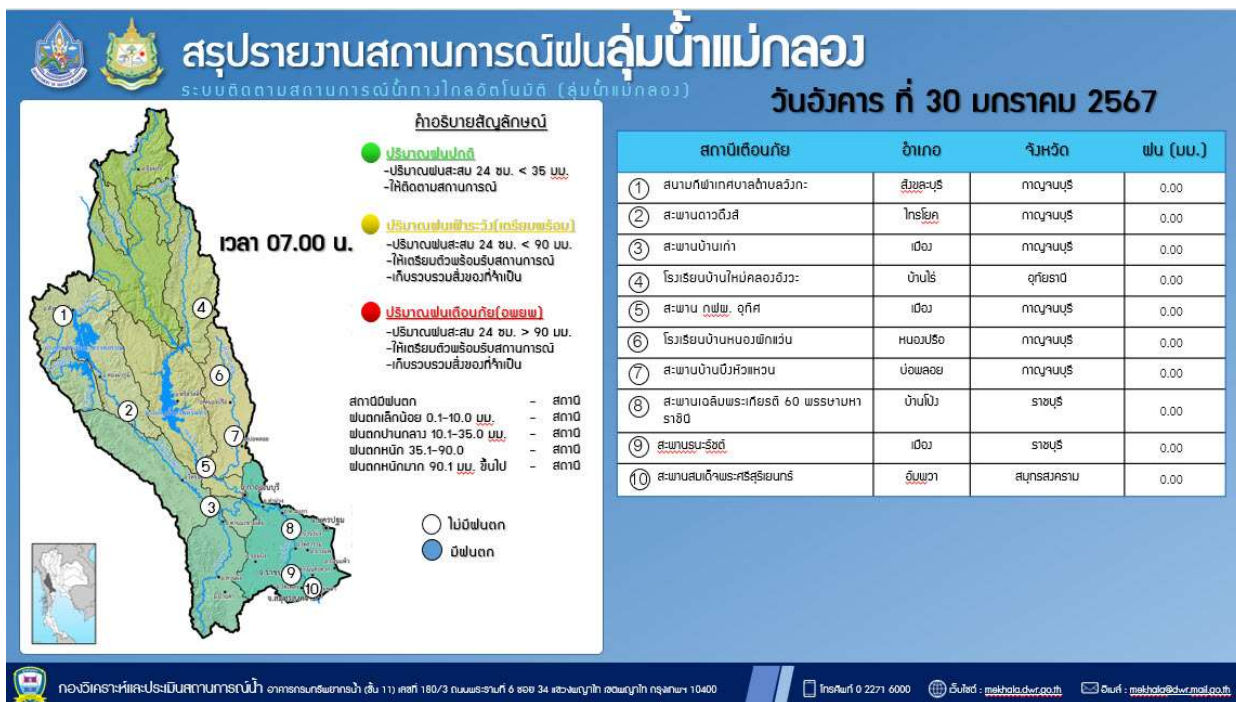 สรุปรายงานสถานการณ์ฝนลุ่มน้ำแม่กลอง
ระบบติดตามสถานการณ์น้ำทางไกลอัตโนมัติ (ลุ่มน้ำแม่กลอง)
วันอังคาร ที่ 30 มกราคม 2567
คำอธิบายสัญลักษณ์
ปริมาณฝนปกติ
-ปริมาณฝนสะสม 24 ชม. < 35 มม.
-ให้ติดตามสถานการณ์
ปริมาณฝนเฝ้าระวัง(เตรียมพร้อม)
-ปริมาณฝนสะสม 24 ชม. < 90 มม.
-ให้เตรียมตัวพร้อมรับสถานการณ์
-เก็บรวบรวมสิ่งของที่จำเป็น
ปริมาณฝนเตือนภัย(อพยพ)
-ปริมาณฝนสะสม 24 ชม. > 90 มม.
-ให้เตรียมตัวพร้อมรับสถานการณ์
-เก็บรวบรวมสิ่งของที่จำเป็น
เวลา 07.00 น.
สถานีมีฝนตก – สถานี
ฝนตกเล็กน้อย 0.1-10.0 มม. – สถานี
ฝนตกปานกลาง 10.1-35.0 มม. – สถานี
ฝนตกหนัก 35.1-90.0 – สถานี
ฝนตกหนักมาก 90.1 มม. ขึ้นไป – สถานี
ไม่มีฝนตก
มีฝนตก
1
4
6
2
7
5
3
8
9
10
สถานีเตือนภัย อำเภอ จังหวัด ฝน (มม.)
1 สนามกีฬาเทศบาลตำบลวังกะ สังขละบุรี กาญจนบุรี 0.00
2 สะพานดาวดึงส์ ไทรโยค กาญจนบุรี 0.00
3 สะพานบ้านเก่า เมือง กาญจนบุรี 0.00
4 โรงเรียนบ้านใหม่คลองอังวะ บ้านไร่ อุทัยธานี 0.00
5 สะพาน กฟผ. อุทิศ เมือง กาญจนบุรี 0.00
6 โรงเรียนบ้านหนองผักแว่น หนองปรือ กาญจนบุรี 0.00
7 สะพานบ้านบึงหัวแหวน บ่อพลอย กาญจนบุรี 0.00
8 สะพานเฉลิมพระเกียรติ 60 พรรษามหา
ราชินี บ้านโป่ง ราชบุรี 0.00
9 สะพานธนะรัชต์ เมือง ราชบุรี 0.00
10 สะพานสมเด็จพระศรีสุริเยนทร์ อัมพวา สมุทรสงคราม 0.00
กองวิเคราะห์และประเมินสถานการณ์น้ำ อาคารกรมทรัพยากรน้ำ (ชั้น 11) เลขที่ 180/3 ถนนพระรามที่ 6 ซอย 34 แขวงพญาไท เขตพญาไท กรุงเทพฯ 10400 โทรศัพท์ 0 2271 6000 เว็บไซต์ : mekhala.dwr.go.th อีเมล์ : mekhala@dwr.mail.go.th